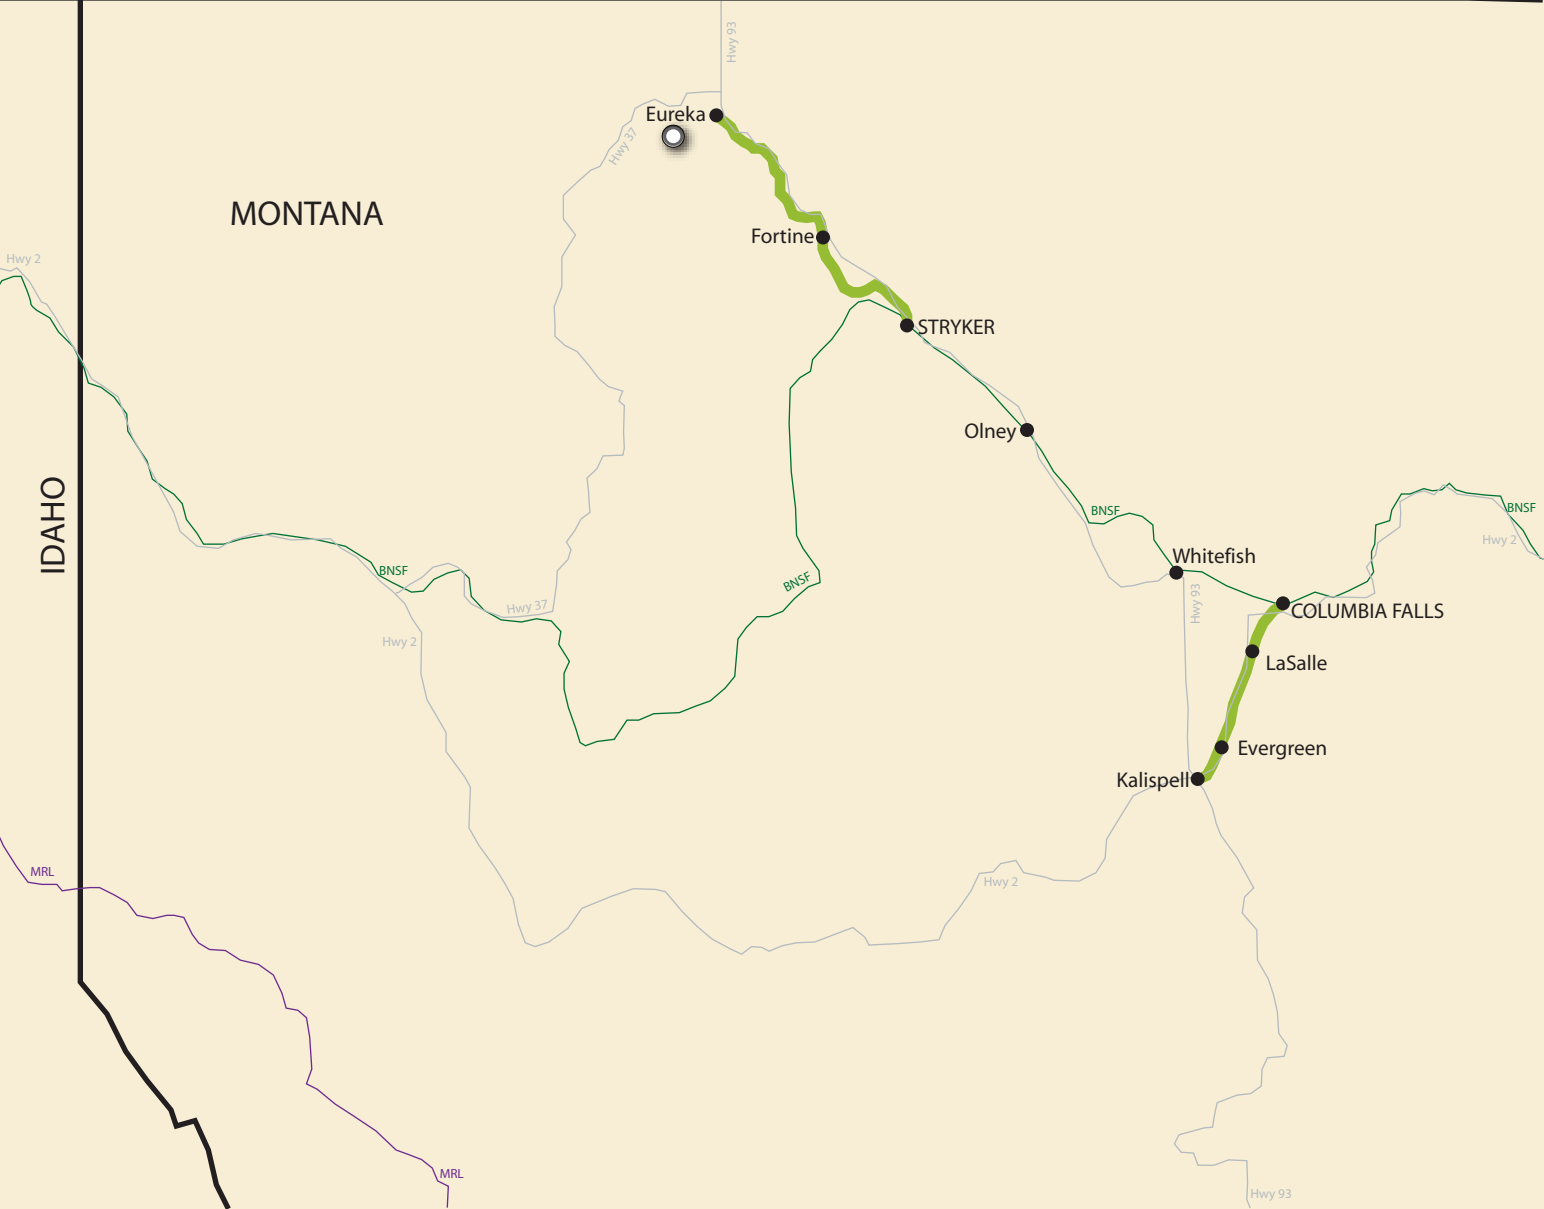 Hwy 93
Eureka
Hwy 37
MONTANA
Fortine
Hwy 2
STRYKER
Olney
IDAHO
BNSF
BNSF
Hwy 2
Whitefish
BNSF
BNSF
Hwy 37
Hwy 93
COLUMBIA FALLS
Hwy 2
LaSalle
Evergreen
Kalispell
MRL
Hwy 2
MRL
Hwy 93